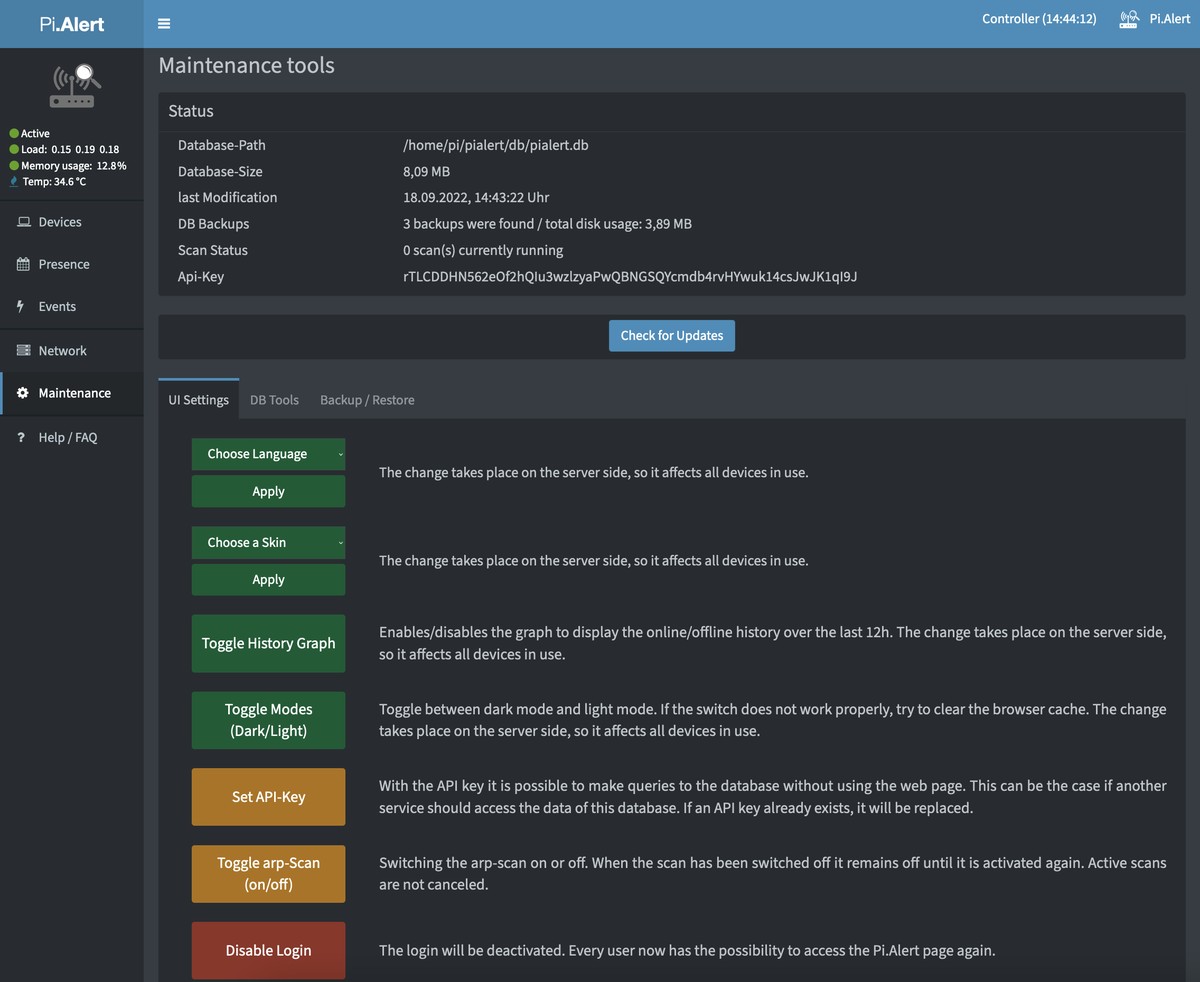 Pi.Alert
Controller (14:44:12)
Pi.Alert
Active
Load: 0.15 0.19 0.18
Memory usage: 12.8%
Temp: 34.6 °C
Devices
Presence
Events
Network
Maintenance
Help / FAQ
Maintenance tools
Status
Database-Path /home/pi/pialert/db/pialert.db
Database-Size 8,09 MB
last Modification 18.09.2022, 14:43:22 Uhr
DB Backups 3 backups were found / total disk usage: 3,89 MB
Scan Status 0 scan(s) currently running
Api-Key rTLCDDHN562eOf2hQIu3wzlzyaPwQBNGSQYcmdb4rvHYwuk14csJwJK1qI9J
Check for Updates
UI Settings DB Tools Backup / Restore
Choose Language
Apply
The change takes place on the server side, so it affects all devices in use.
Choose a Skin
Apply
The change takes place on the server side, so it affects all devices in use.
Toggle History Graph
Enables/disables the graph to display the online/offline history over the last 12h. The change takes place on the server side,
so it affects all devices in use.
Toggle Modes
(Dark/Light)
Toggle between dark mode and light mode. If the switch does not work properly, try to clear the browser cache. The change
takes place on the server side, so it affects all devices in use.
Set API-Key
With the API key it is possible to make queries to the database without using the web page. This can be the case if another
service should access the data of this database. If an API key already exists, it will be replaced.
Toggle arp-Scan
(on/off)
Switching the arp-scan on or off. When the scan has been switched off it remains off until it is activated again. Active scans
are not canceled.
Disable Login
The login will be deactivated. Every user now has the possibility to access the Pi.Alert page again.